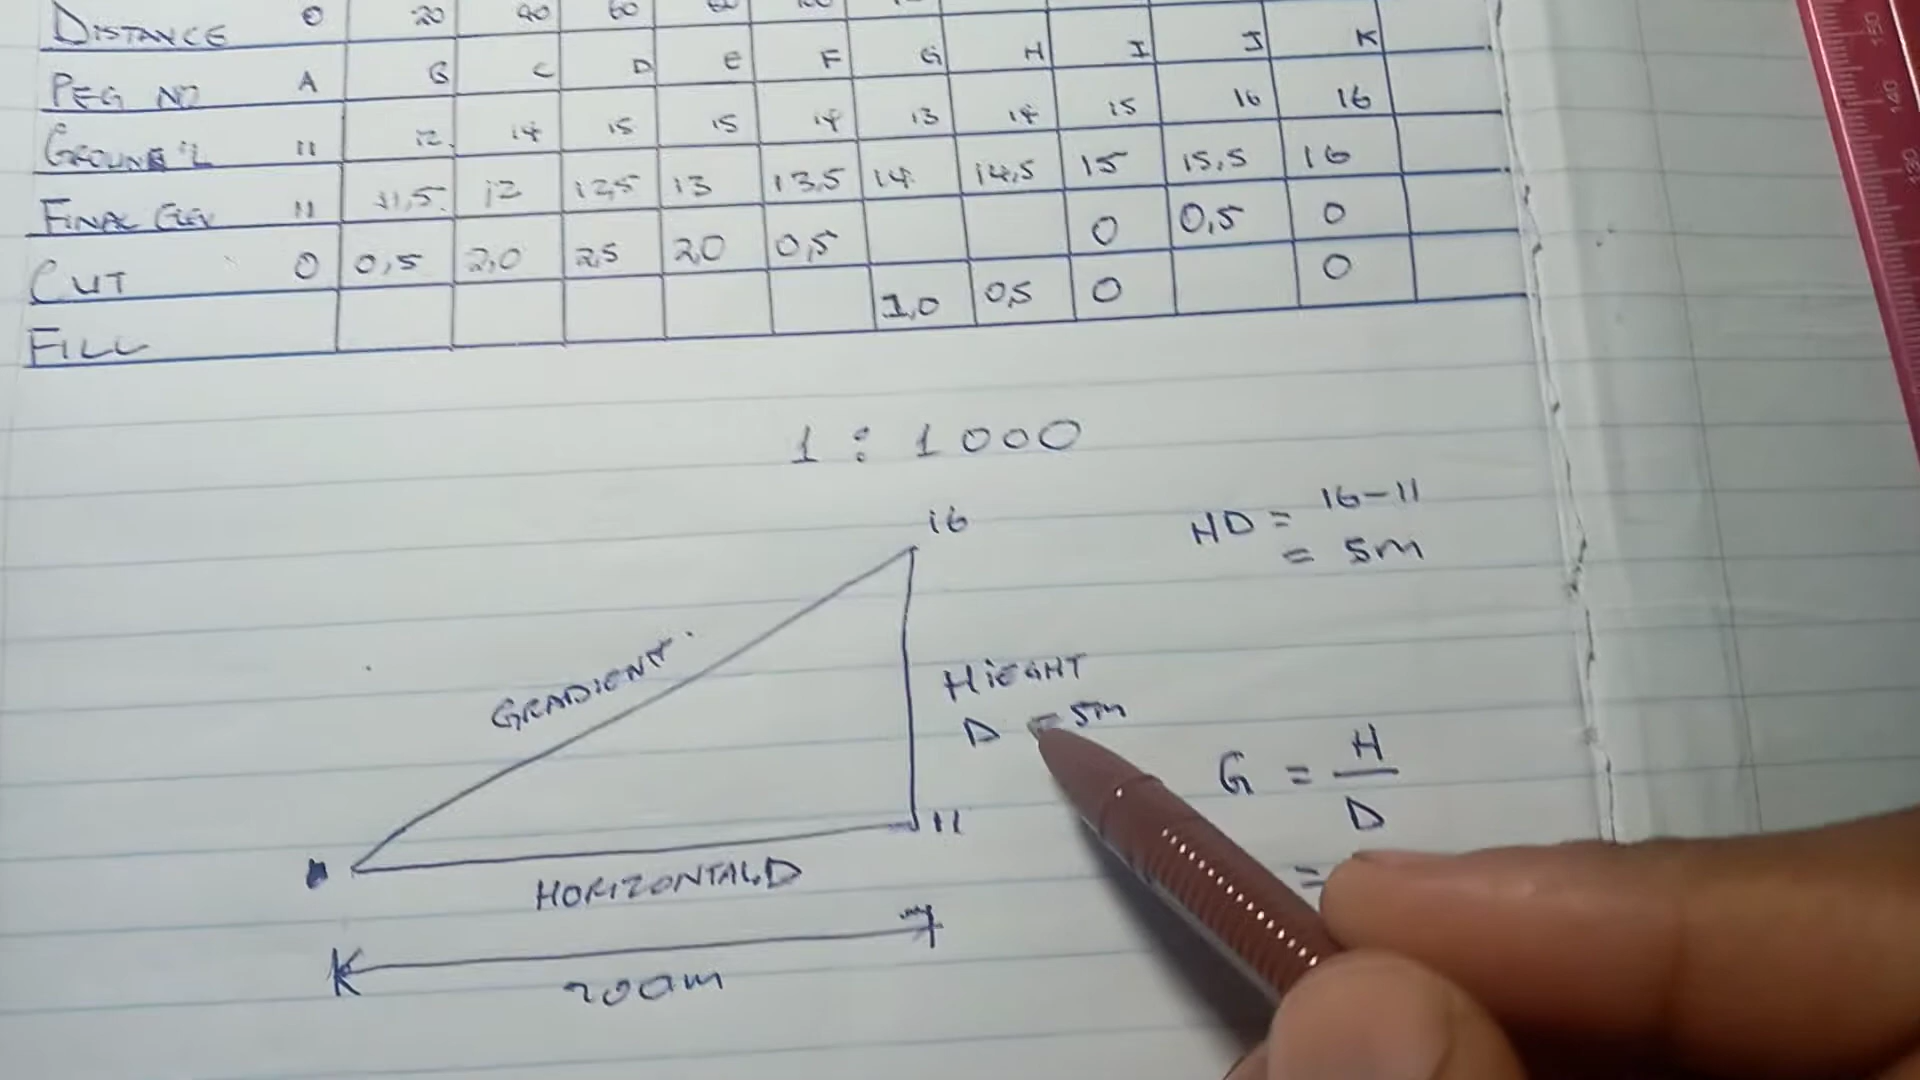 DISTANCE 0 20 40 60
PEG NO A B C D E F G H I J K
GROUND L 11 12 14 15 15 14 13 14 15 16 16
FINAL ELEV 11 11,5 12 12,5 13 13,5 14 14,5 15 15,5 16
CUT 0 0,5 2,0 2,5 2,0 0,5 0 0,5 0
FILL 1,0 0,5 0 0
1 : 1000
16
HD = 16-11
= 5m
GRADIENT
HIEGHT
D = 5m
G = H
D
=
11
HORIZONTAL D
200m
150
140
130